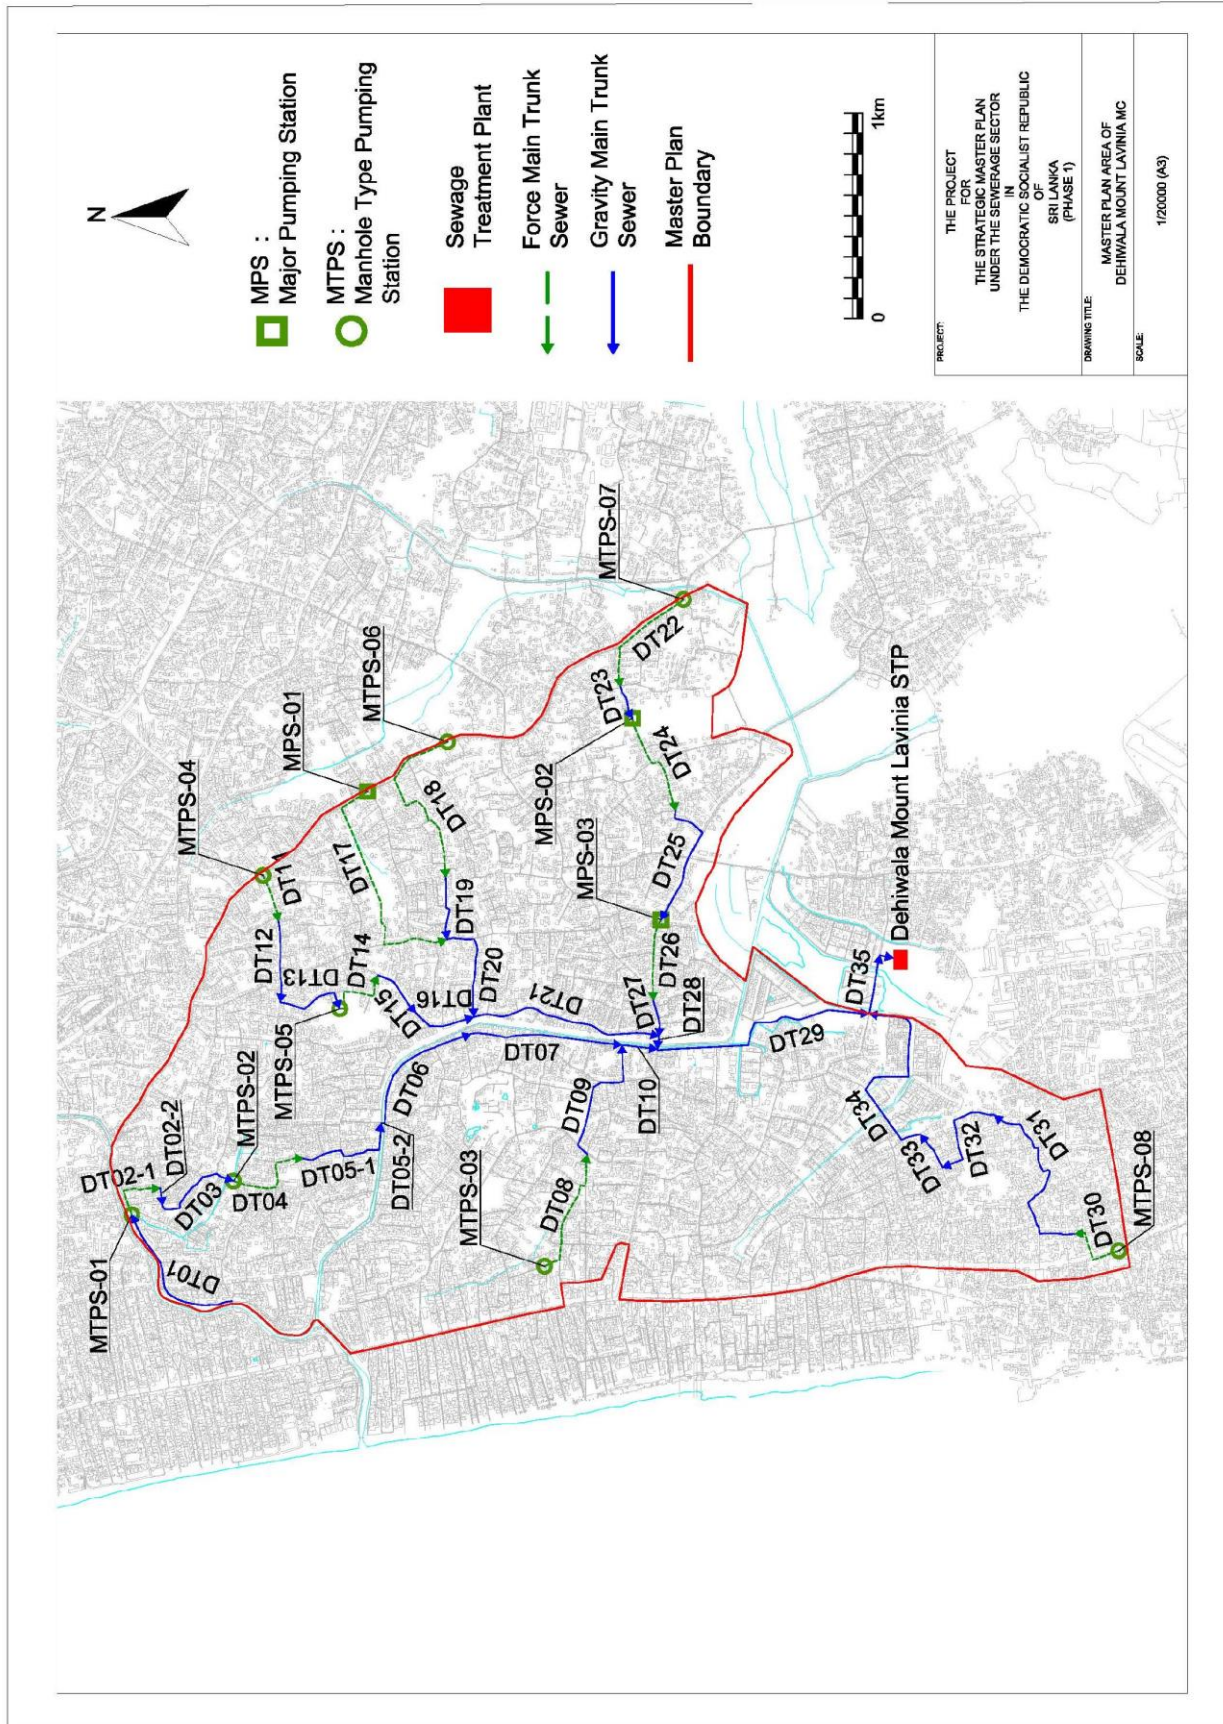 N
MPS :
Major Pumping Station
MTPS :
Manhole Type Pumping
Station
Sewage
Treatment Plant
Force Main Trunk
Sewer
Gravity Main Trunk
Sewer
Master Plan
Boundary
0
1km
PROJECT:
THE PROJECT
FOR
THE STRATEGIC MASTER PLAN
UNDER THE SEWERAGE SECTOR
IN
THE DEMOCRATIC SOCIALIST REPUBLIC
OF
SRI LANKA
(PHASE 1)
DRAWING TITLE:
MASTER PLAN AREA OF
DEHIWALA MOUNT LAVINIA MC
SCALE:
1/20000 (A3)
MTPS-01
DT01
DT02-1
DT02-2
DT03
MTPS-02
DT04
DT05-1
DT05-2
DT06
DT07
MTPS-03
DT08
DT09
DT10
MTPS-04
DT11
DT12
DT13
MTPS-05
DT14
DT15
DT16
MPS-01
DT17
MTPS-06
DT18
DT19
DT20
DT21
MTPS-07
DT22
DT23
MPS-02
DT24
DT25
MPS-03
DT26
DT27
DT28
DT29
MTPS-08
DT30
DT31
DT32
DT33
DT34
DT35
Dehiwala Mount Lavinia STP